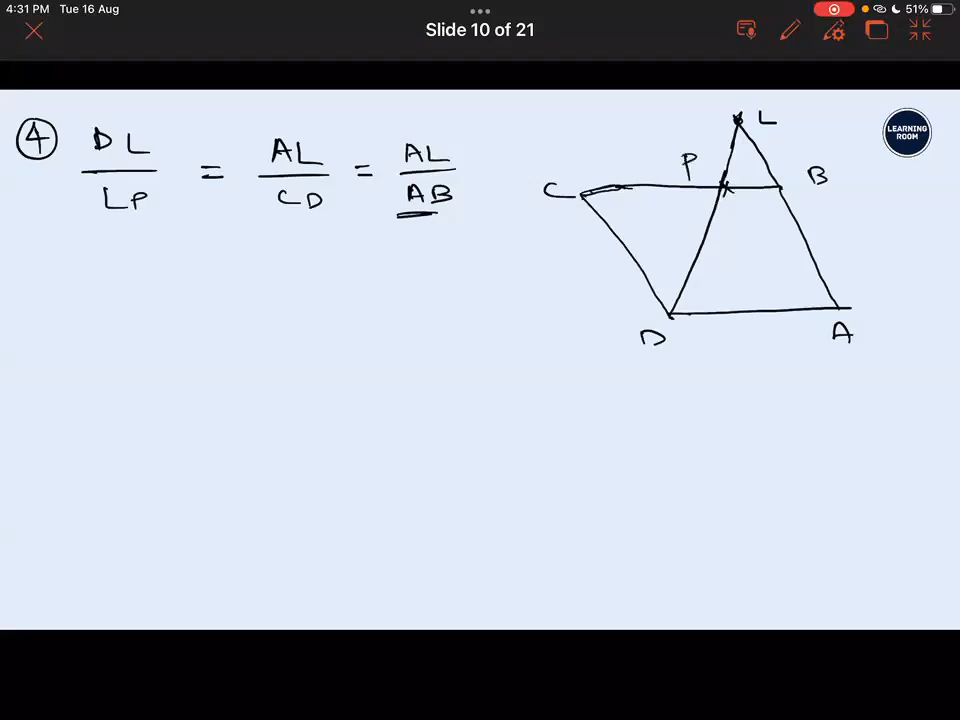 4:31 PM Tue 16 Aug
51%
Slide 10 of 21
LEARNING
ROOM
④ DL/LP = AL/CD = AL/AB
L
P
C
B
D
A